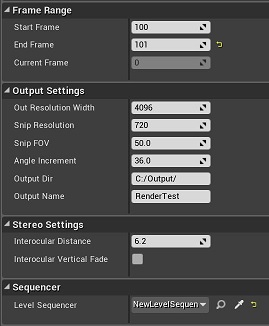 Frame Range
Start Frame 100
End Frame 101
Current Frame 0
Output Settings
Out Resolution Width 4096
Snip Resolution 720
Snip FOV 50.0
Angle Increment 36.0
Output Dir C:/Output/
Output Name RenderTest
Stereo Settings
Interocular Distance 6.2
Interocular Vertical Fade
Sequencer
Level Sequencer NewLevelSequen